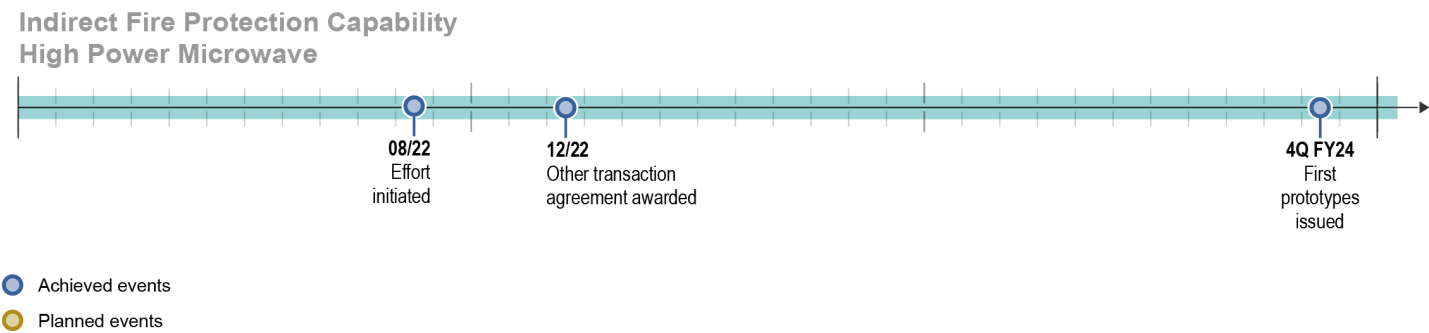 Indirect Fire Protection Capability
High Power Microwave
08/22
Effort
initiated
12/22
Other transaction
agreement awarded
4Q FY24
First
prototypes
issued
Achieved events
Planned events